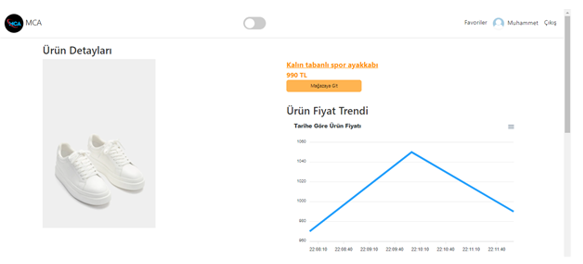 MCA
MCA
Favoriler
Muhammet
Çıkış
Ürün Detayları
Kalın tabanlı spor ayakkabı
990 TL
Mağazaya Git
Ürün Fiyat Trendi
Tarihe Göre Ürün Fiyatı
1060
1040
1020
1000
980
960
22:08:10 22:08:40 22:09:10 22:09:40 22:10:10 22:10:40 22:11:10 22:11:40